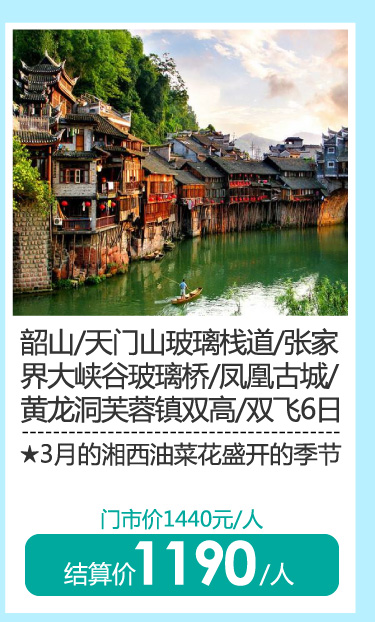 韶山/天门山玻璃栈道/张家
界大峡谷玻璃桥/凤凰古城/
黄龙洞芙蓉镇双高/双飞6日
★3月的湘西油菜花盛开的季节
门市价1440元/人
结算价1190/人